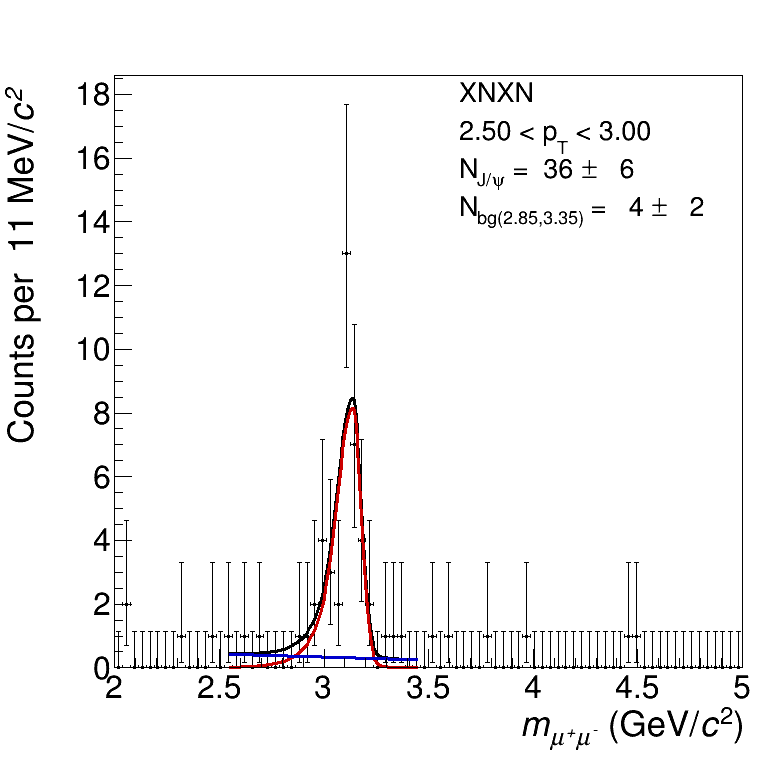 Counts per 11 MeV/c²
18
16
14
12
10
8
6
4
2
0
XNXN
2.50 < p_T < 3.00
N_J/ψ = 36 ± 6
N_bg(2.85,3.35) = 4 ± 2
2 2.5 3 3.5 4 4.5 5
m_μ⁺μ⁻ (GeV/c²)